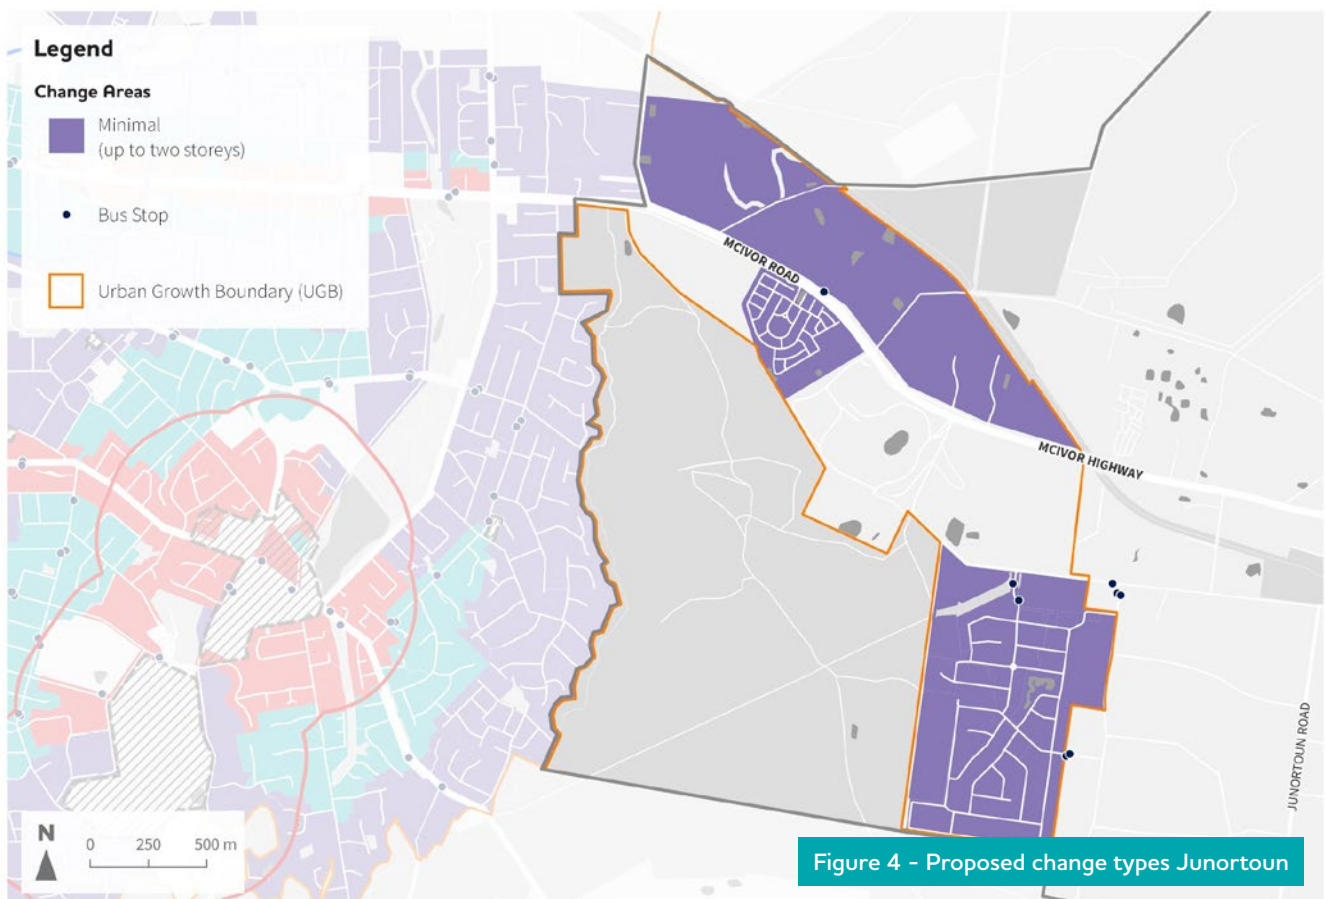 Legend
Change Areas
Minimal
(up to two storeys)
Bus Stop
Urban Growth Boundary (UGB)
MCIVOR ROAD
MCIVOR HIGHWAY
JUNORTOUN ROAD
N
0 250 500 m
Figure 4 - Proposed change types Junortoun